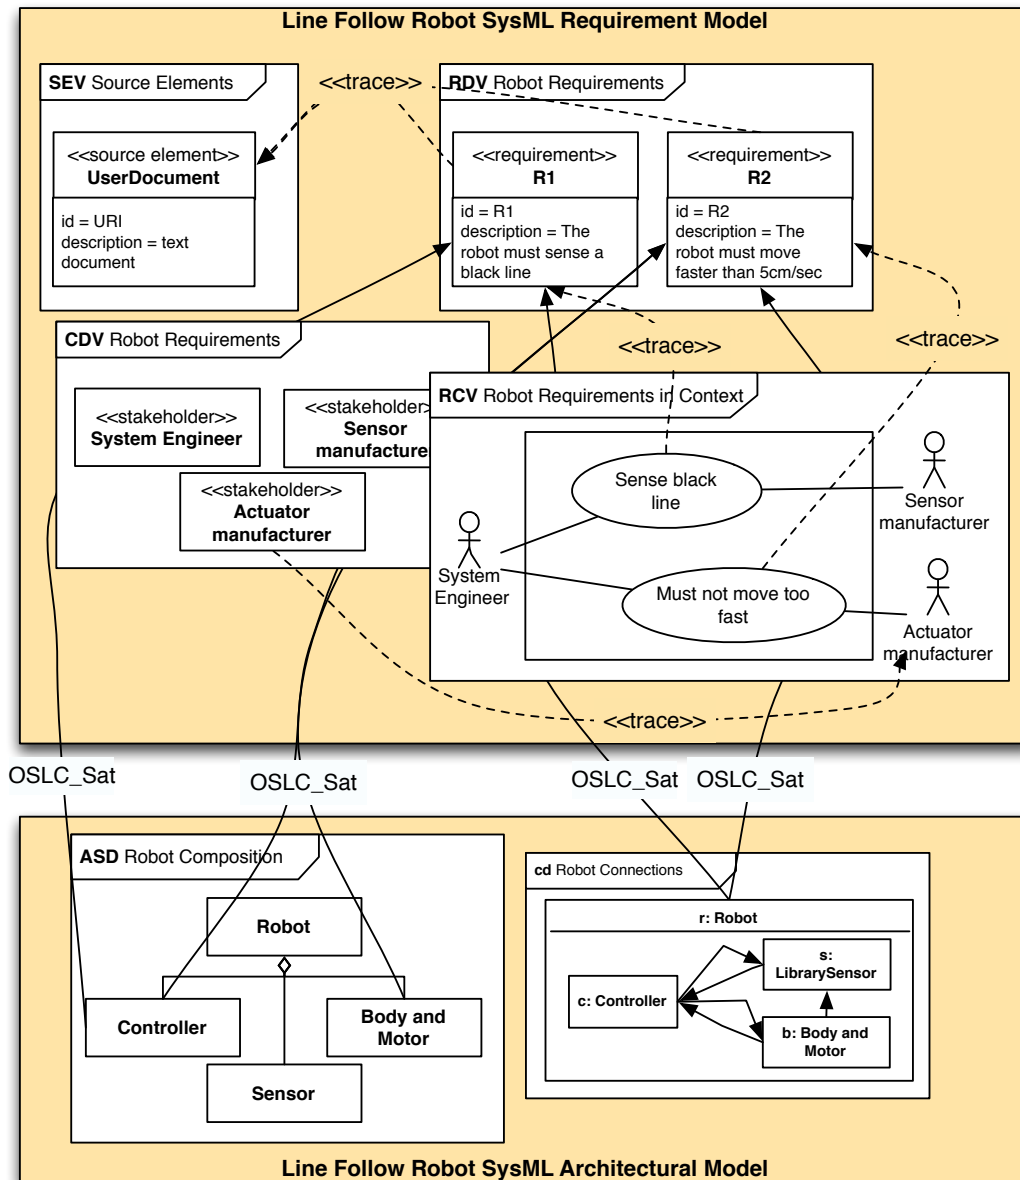 Line Follow Robot SysML Requirement Model
SEV Source Elements
<<trace>>
RDV Robot Requirements
<<source element>>
UserDocument
id = URI
description = text
document
<<requirement>>
R1
id = R1
description = The
robot must sense a
black line
<<requirement>>
R2
id = R2
description = The
robot must move
faster than 5cm/sec
CDV Robot Requirements
<<trace>>
<<trace>>
<<stakeholder>>
System Engineer
<<stakeholder>
Sensor
manufacture
<<stakeholder>>
Actuator
manufacturer
RCV Robot Requirements in Context
Sense black
line
Sensor
manufacturer
System
Engineer
Must not move too
fast
Actuator
manufacturer
<<trace>>
OSLC_Sat
OSLC_Sat
OSLC_Sat
OSLC_Sat
ASD Robot Composition
Robot
Controller
Body and
Motor
Sensor
cd Robot Connections
r: Robot
s:
LibrarySensor
c: Controller
b: Body and
Motor
Line Follow Robot SysML Architectural Model